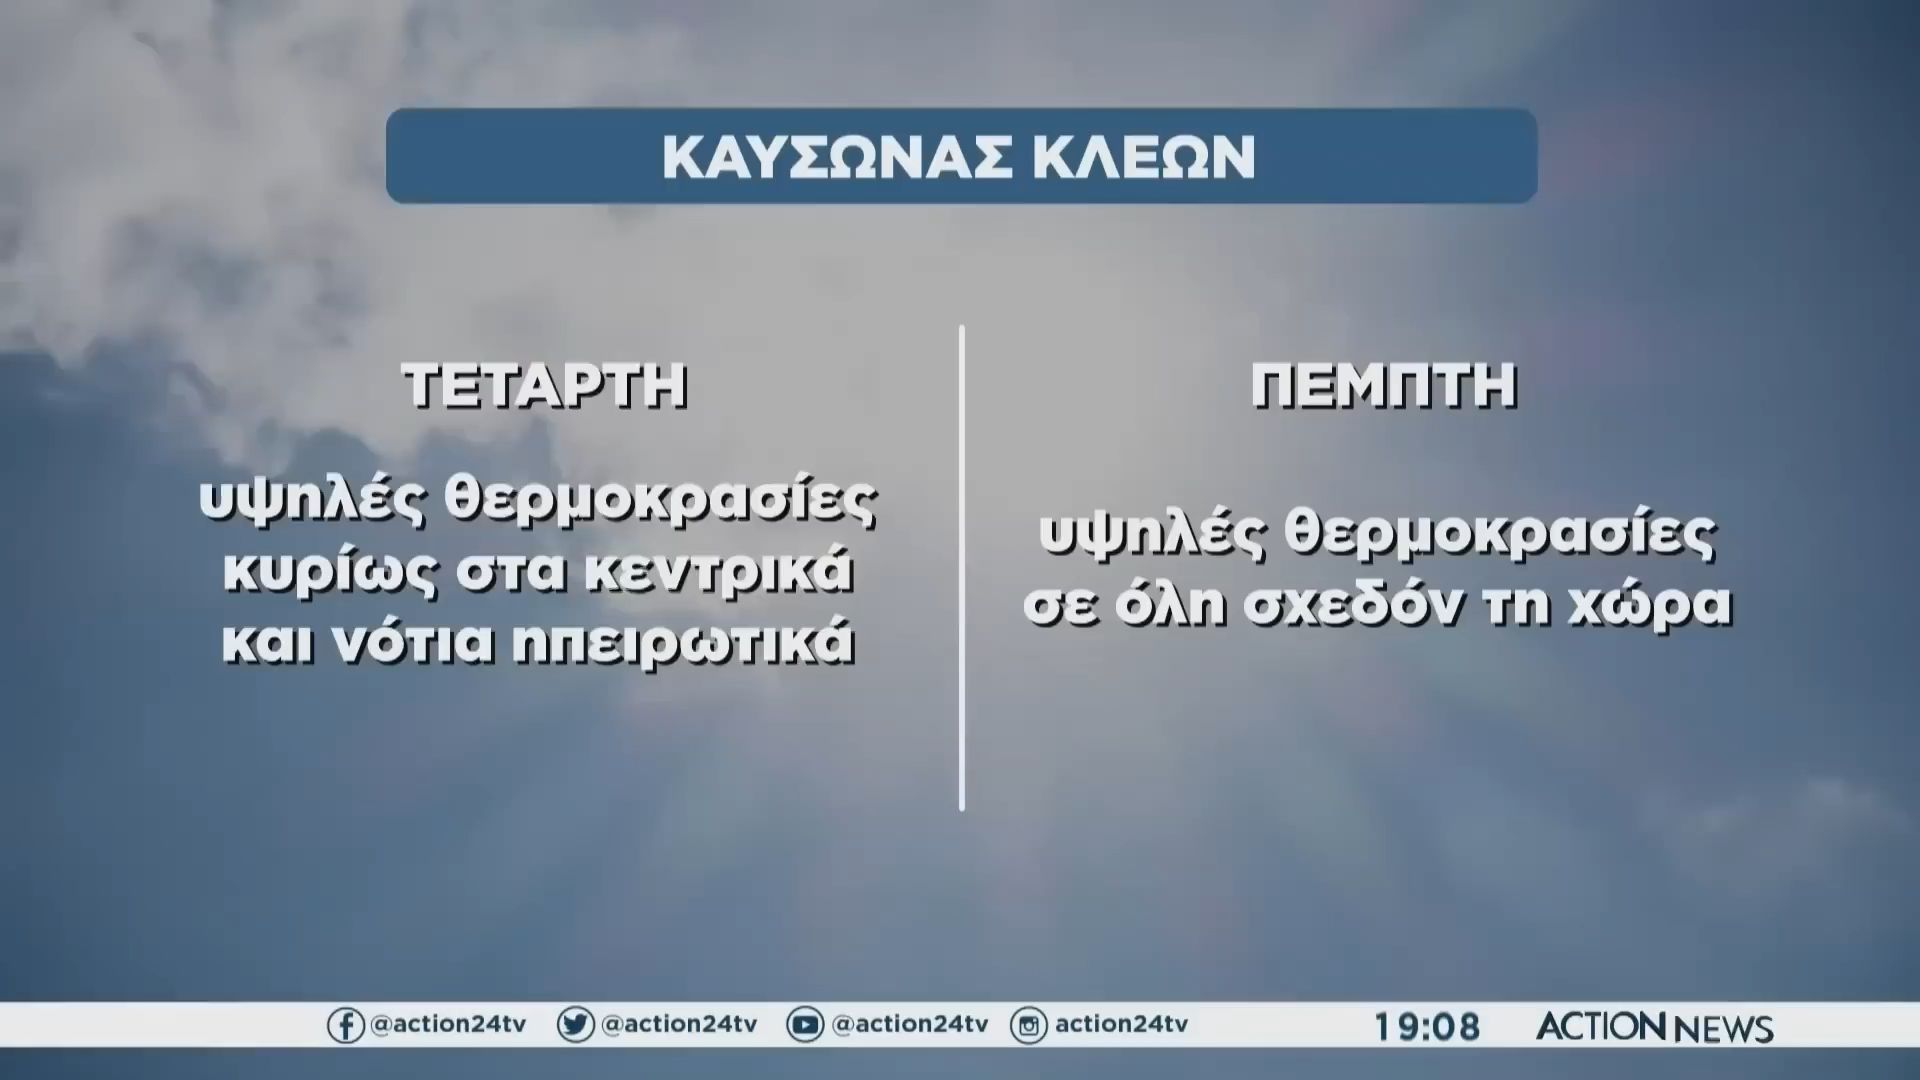 ΚΑΥΣΩΝΑΣ ΚΛΕΩΝ
ΤΕΤΑΡΤΗ
υψηλές θερμοκρασίες
κυρίως στα κεντρικά
και νότια ηπειρωτικά
ΠΕΜΠΤΗ
υψηλές θερμοκρασίες
σε όλη σχεδόν τη χώρα
@action24tv @action24tv @action24tv action24tv 19:08 ACTION NEWS